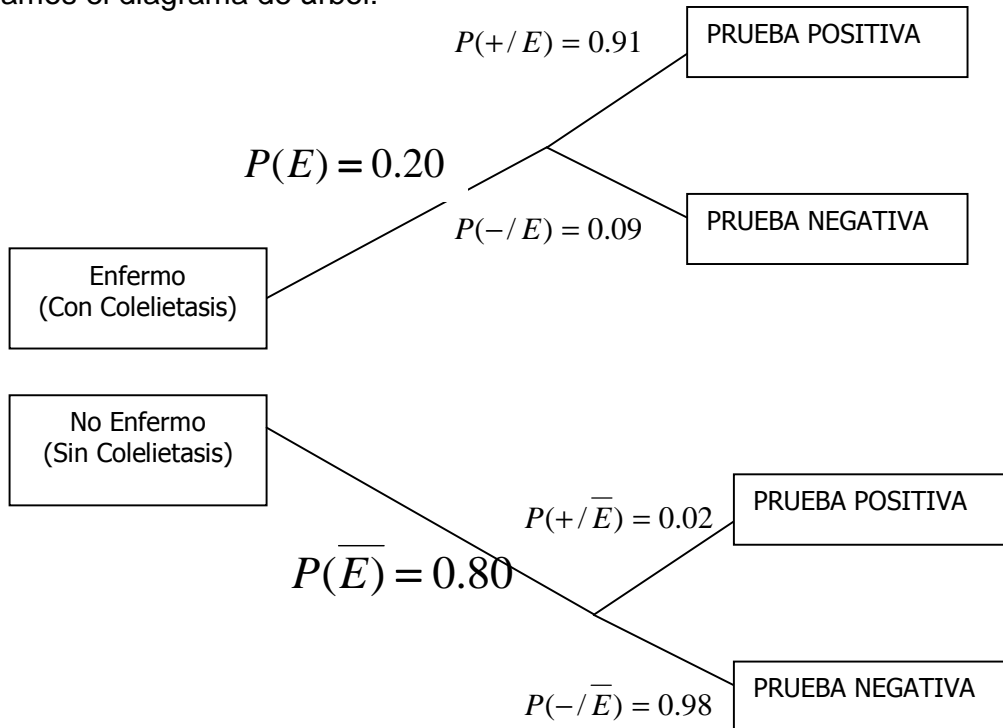 amos el diagrama de árbol:
P(+/E) = 0.91
PRUEBA POSITIVA
P(E) = 0.20
P(−/E) = 0.09
PRUEBA NEGATIVA
Enfermo
(Con Colelietasis)
No Enfermo
(Sin Colelietasis)
P(+/E̅) = 0.02
PRUEBA POSITIVA
P(E̅) = 0.80
P(−/E̅) = 0.98
PRUEBA NEGATIVA